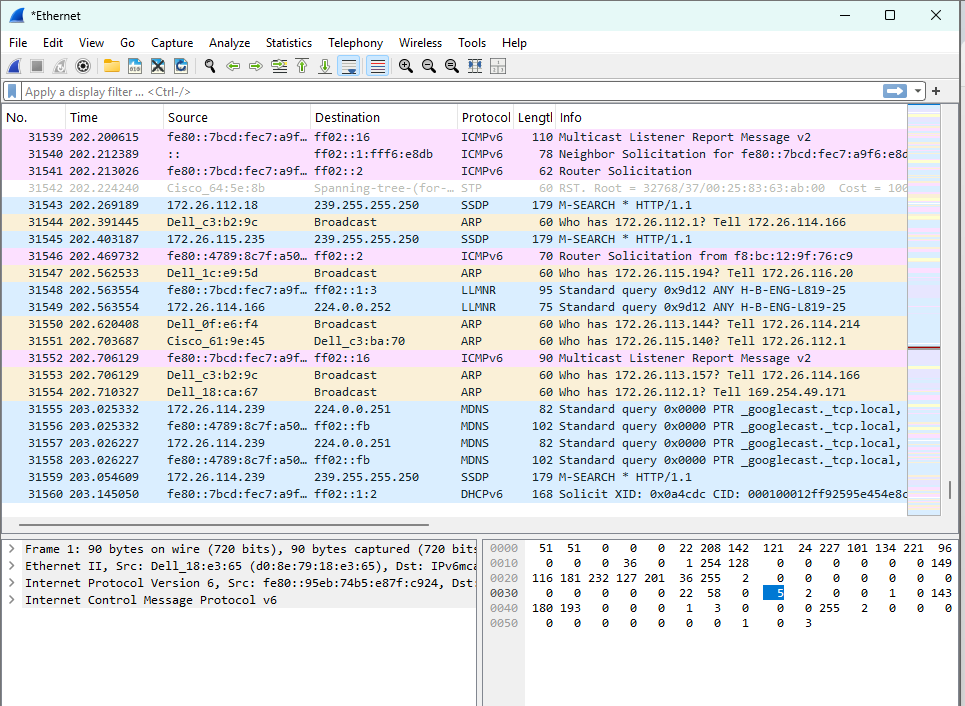 *Ethernet
File Edit View Go Capture Analyze Statistics Telephony Wireless Tools Help
Apply a display filter ... <Ctrl-/>
No. Time Source Destination Protocol Lengtl Info
31539 202.200615 fe80::7bcd:fec7:a9f… ff02::16 ICMPv6 110 Multicast Listener Report Message v2
31540 202.212389 :: ff02::1:fff6:e8db ICMPv6 78 Neighbor Solicitation for fe80::7bcd:fec7:a9f6:e8d
31541 202.213026 fe80::7bcd:fec7:a9f… ff02::2 ICMPv6 62 Router Solicitation
31542 202.224240 Cisco_64:5e:8b Spanning-tree-(for-… STP 60 RST. Root = 32768/37/00:25:83:63:ab:00 Cost = 100
31543 202.269189 172.26.112.18 239.255.255.250 SSDP 179 M-SEARCH * HTTP/1.1
31544 202.391445 Dell_c3:b2:9c Broadcast ARP 60 Who has 172.26.112.1? Tell 172.26.114.166
31545 202.403187 172.26.115.235 239.255.255.250 SSDP 179 M-SEARCH * HTTP/1.1
31546 202.469732 fe80::4789:8c7f:a50… ff02::2 ICMPv6 70 Router Solicitation from f8:bc:12:9f:76:c9
31547 202.562533 Dell_1c:e9:5d Broadcast ARP 60 Who has 172.26.115.194? Tell 172.26.116.20
31548 202.563554 fe80::7bcd:fec7:a9f… ff02::1:3 LLMNR 95 Standard query 0x9d12 ANY H-B-ENG-L819-25
31549 202.563554 172.26.114.166 224.0.0.252 LLMNR 75 Standard query 0x9d12 ANY H-B-ENG-L819-25
31550 202.620408 Dell_0f:e6:f4 Broadcast ARP 60 Who has 172.26.113.144? Tell 172.26.114.214
31551 202.703687 Cisco_61:9e:45 Dell_c3:ba:70 ARP 60 Who has 172.26.115.140? Tell 172.26.112.1
31552 202.706129 fe80::7bcd:fec7:a9f… ff02::16 ICMPv6 90 Multicast Listener Report Message v2
31553 202.706129 Dell_c3:b2:9c Broadcast ARP 60 Who has 172.26.113.157? Tell 172.26.114.166
31554 202.710327 Dell_18:ca:67 Broadcast ARP 60 Who has 172.26.112.1? Tell 169.254.49.171
31555 203.025332 172.26.114.239 224.0.0.251 MDNS 82 Standard query 0x0000 PTR _googlecast._tcp.local,
31556 203.025332 fe80::4789:8c7f:a50… ff02::fb MDNS 102 Standard query 0x0000 PTR _googlecast._tcp.local,
31557 203.026227 172.26.114.239 224.0.0.251 MDNS 82 Standard query 0x0000 PTR _googlecast._tcp.local,
31558 203.026227 fe80::4789:8c7f:a50… ff02::fb MDNS 102 Standard query 0x0000 PTR _googlecast._tcp.local,
31559 203.054609 172.26.114.239 239.255.255.250 SSDP 179 M-SEARCH * HTTP/1.1
31560 203.145050 fe80::7bcd:fec7:a9f… ff02::1:2 DHCPv6 168 Solicit XID: 0x0a4cdc CID: 000100012ff92595e454e8c
Frame 1: 90 bytes on wire (720 bits), 90 bytes captured (720 bit
Ethernet II, Src: Dell_18:e3:65 (d0:8e:79:18:e3:65), Dst: IPv6mca
Internet Protocol Version 6, Src: fe80::95eb:74b5:e87f:c924, Dst:
Internet Control Message Protocol v6
0000 51 51 0 0 0 22 208 142 121 24 227 101 134 221 96
0010 0 0 0 36 0 1 254 128 0 0 0 0 0 0 149
0020 116 181 232 127 201 36 255 2 0 0 0 0 0 0 0
0030 0 0 0 0 0 22 58 0 5 2 0 0 1 0 143
0040 180 193 0 0 0 1 3 0 0 0 255 2 0 0 0
0050 0 0 0 0 0 0 0 1 0 3